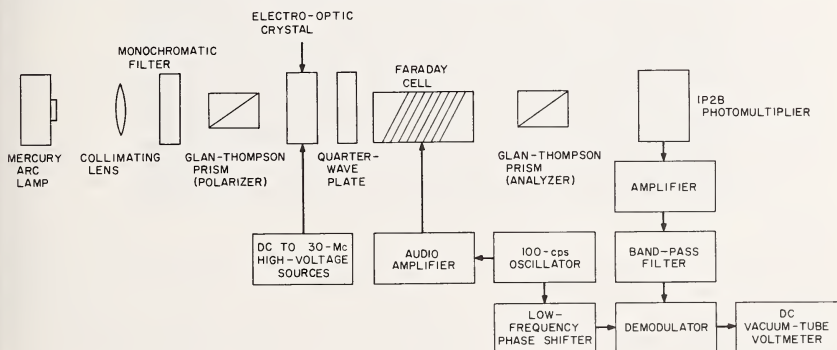 ELECTRO-OPTIC
CRYSTAL
MONOCHROMATIC
FILTER
FARADAY
CELL
IP2B
PHOTOMULTIPLIER
MERCURY
ARC
LAMP
COLLIMATING
LENS
GLAN-THOMPSON
PRISM
(POLARIZER)
QUARTER-
WAVE
PLATE
GLAN-THOMPSON
PRISM
(ANALYZER)
AMPLIFIER
DC TO 30-Mc
HIGH-VOLTAGE
SOURCES
AUDIO
AMPLIFIER
100-cps
OSCILLATOR
BAND-PASS
FILTER
LOW-
FREQUENCY
PHASE SHIFTER
DEMODULATOR
DC
VACUUM-TUBE
VOLTMETER